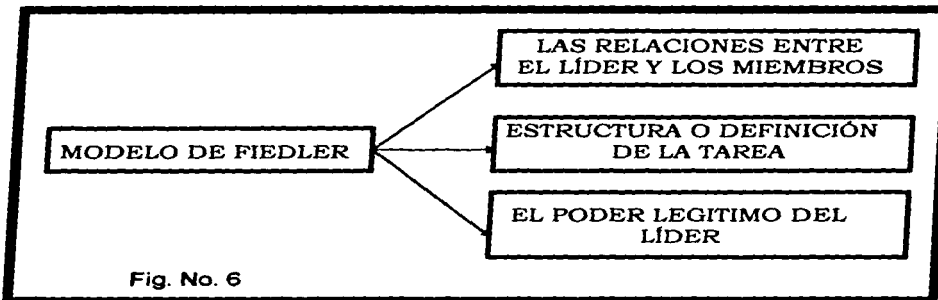 LAS RELACIONES ENTRE
EL LÍDER Y LOS MIEMBROS
MODELO DE FIEDLER
ESTRUCTURA O DEFINICIÓN
DE LA TAREA
EL PODER LEGITIMO DEL
LÍDER
Fig. No. 6